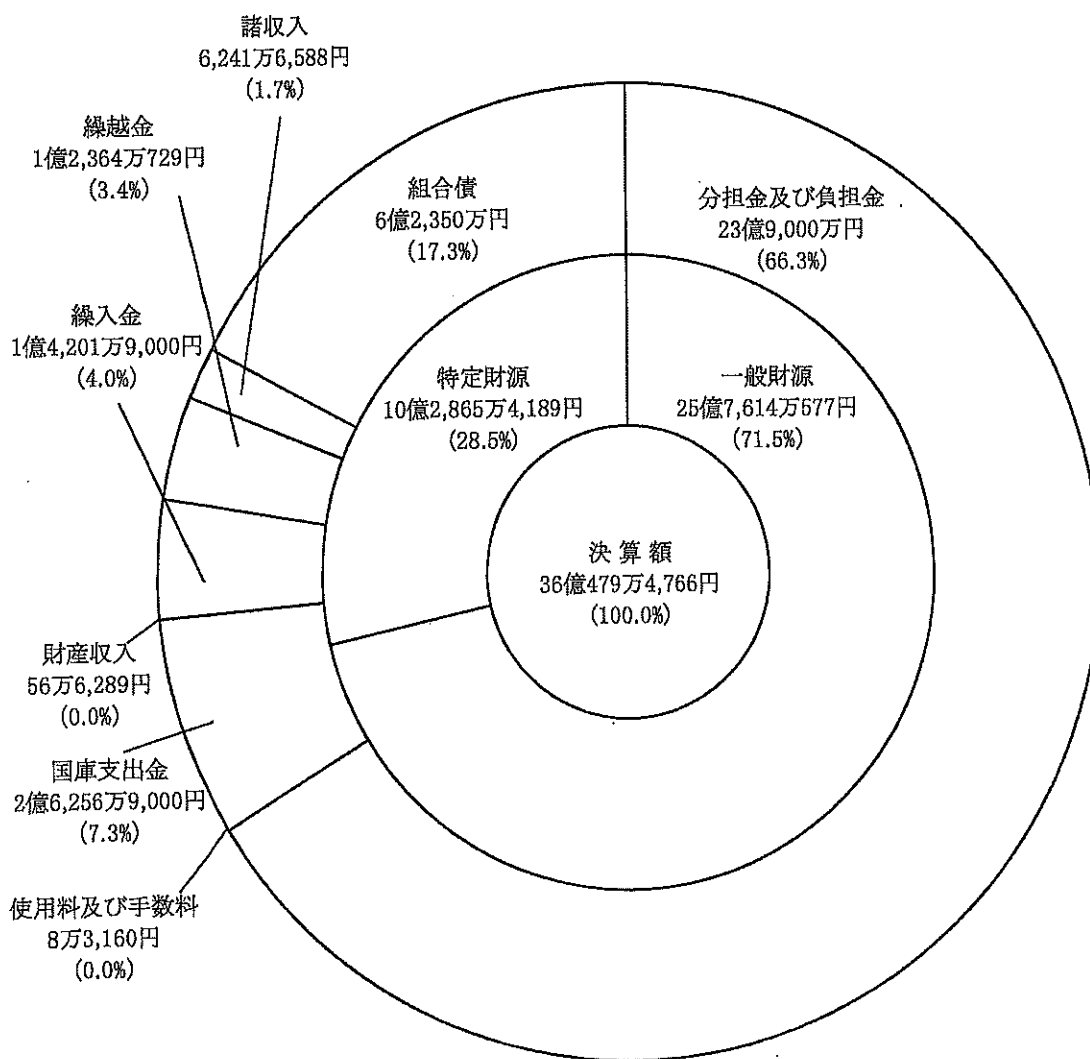 諸収入
6,241万6,588円
(1.7%)
繰越金
1億2,364万729円
(3.4%)
組合債
6億2,350万円
(17.3%)
分担金及び負担金
23億9,000万円
(66.3%)
繰入金
1億4,201万9,000円
(4.0%)
特定財源
10億2,865万4,189円
(28.5%)
一般財源
25億7,614万577円
(71.5%)
決算額
36億479万4,766円
(100.0%)
財産収入
56万6,289円
(0.0%)
国庫支出金
2億6,256万9,000円
(7.3%)
使用料及び手数料
8万3,160円
(0.0%)